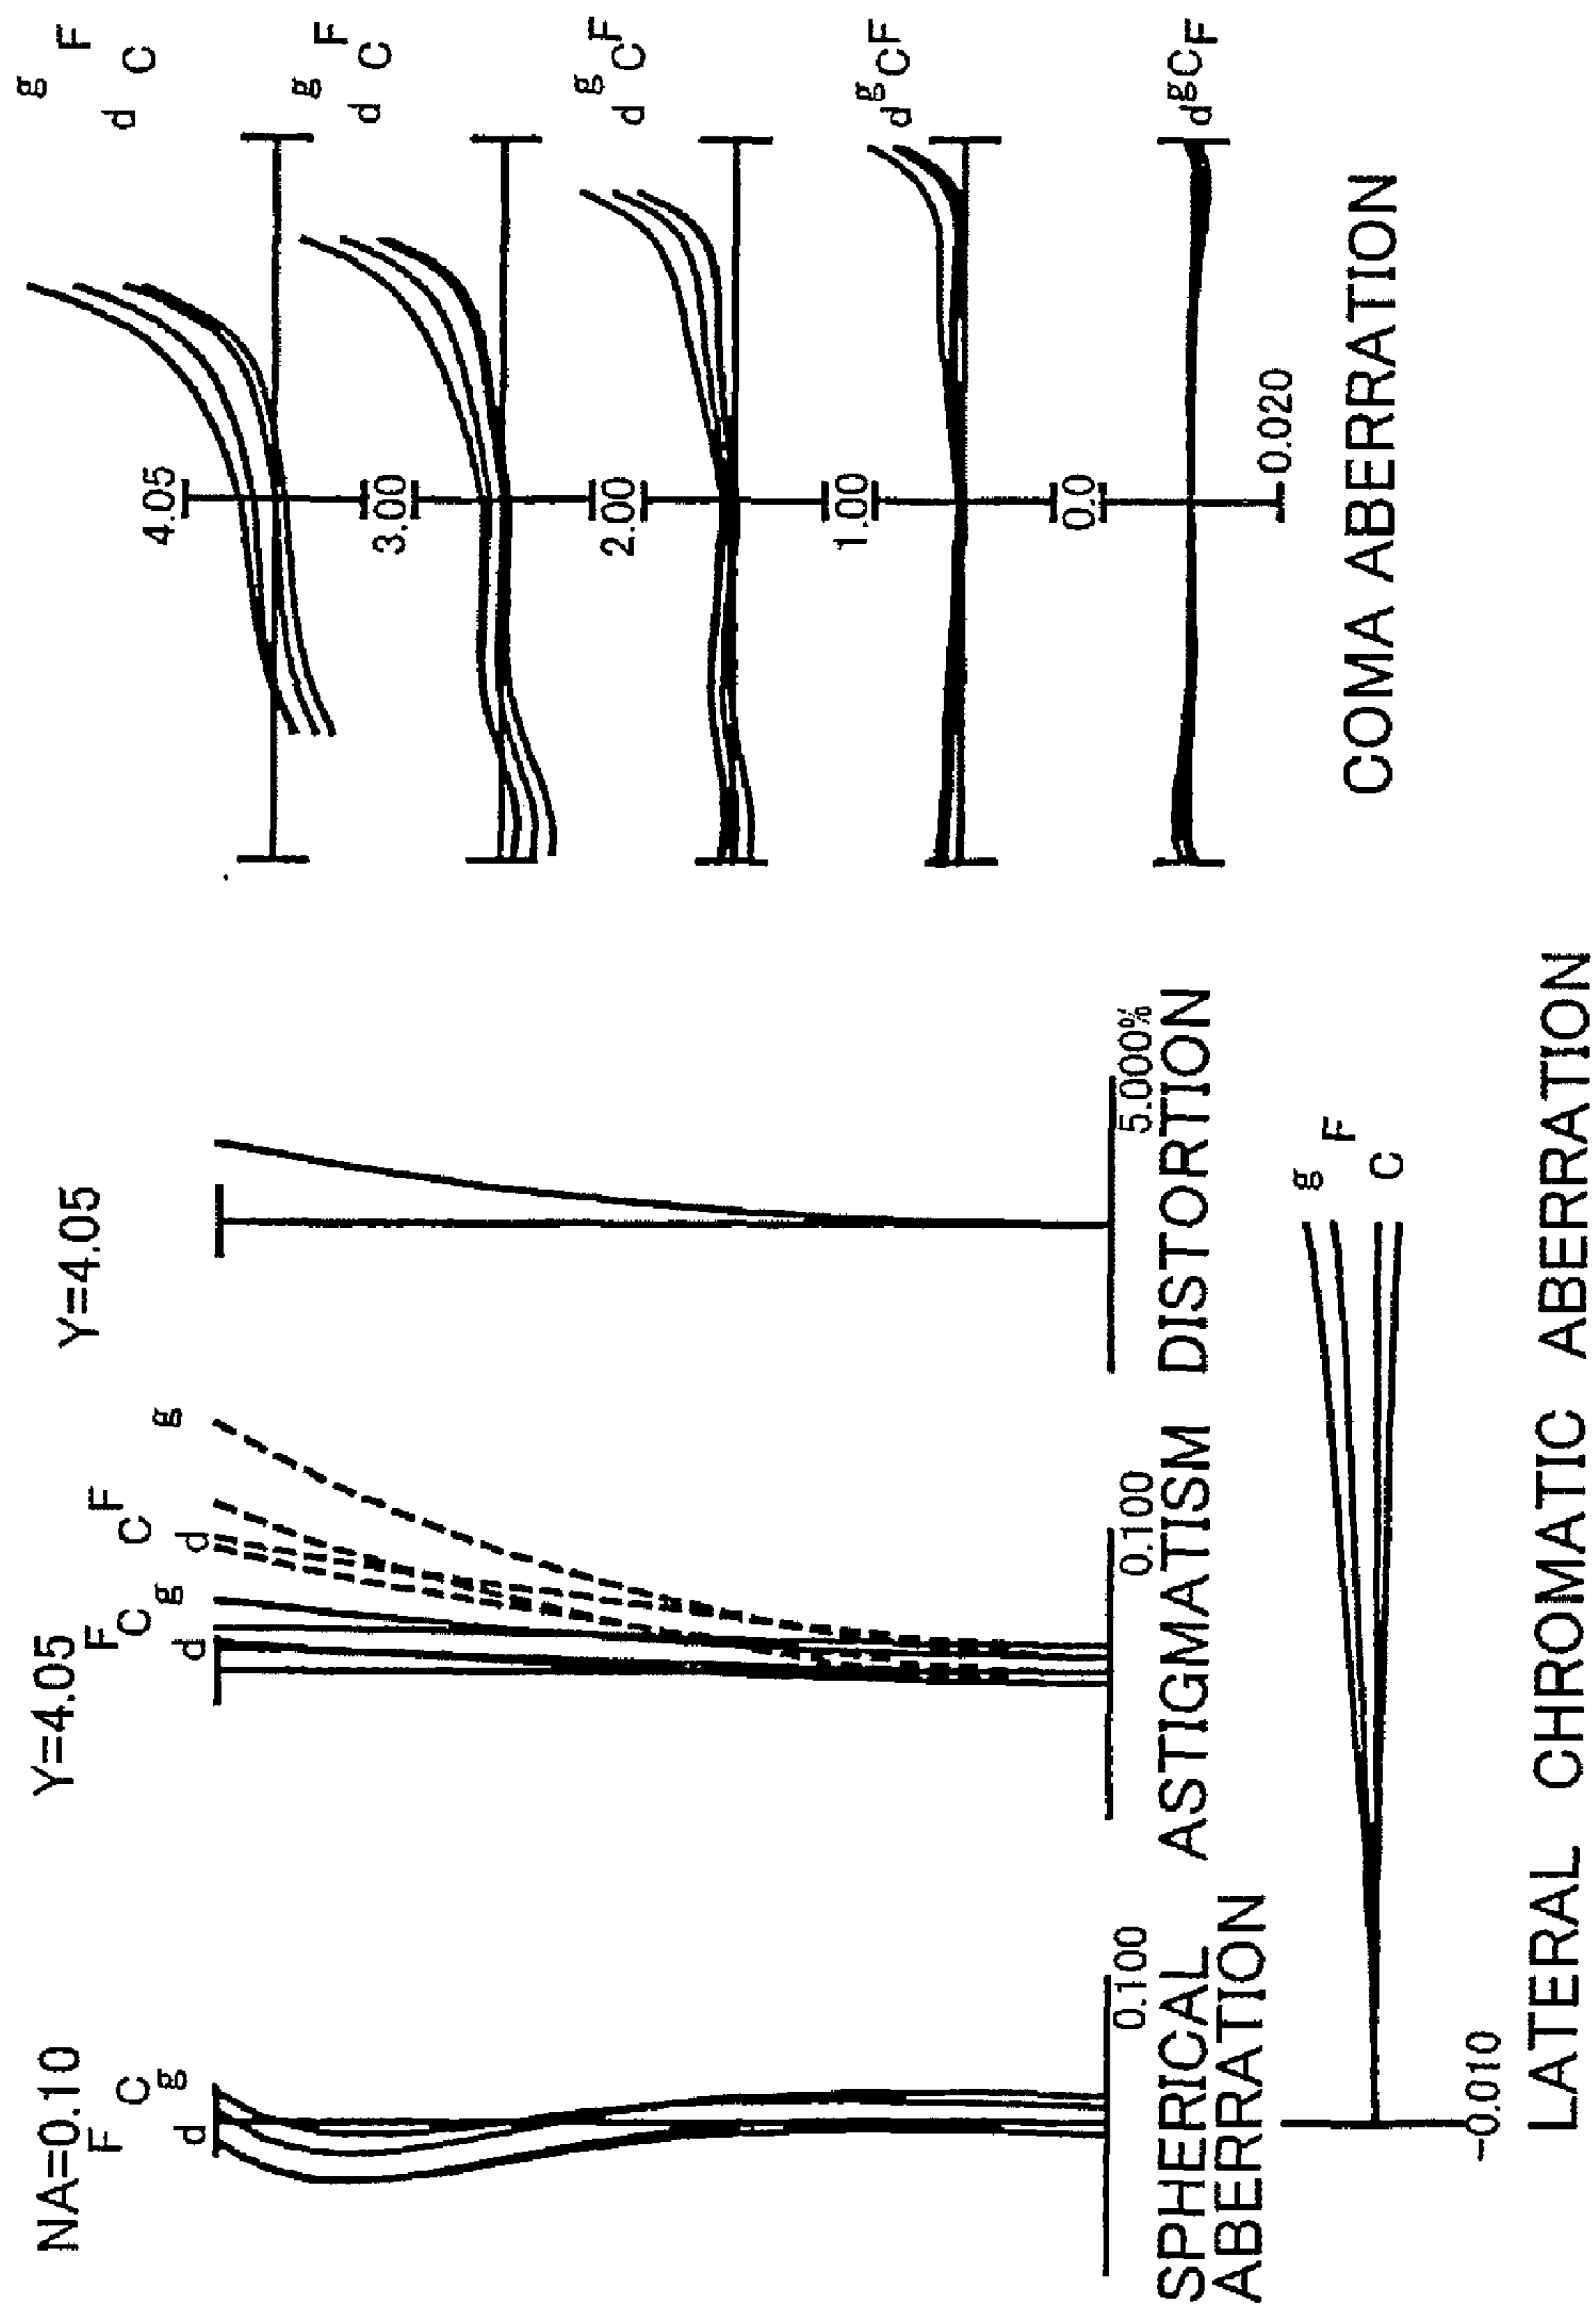 NA=0.10
F
C
g
d
0.100
SPHERICAL
ABERRATION
Y=4.05
F
C
g
d
F
C
g
d
0.100
ASTIGMATISM
Y=4.05
5.000%
DISTORTION
g
F
C
-0.010
LATERAL CHROMATIC ABERRATION
g
F
d
C
4.05
g
F
d
C
3.00
g
F
d
C
2.00
g
F
d
C
1.00
d
g
C
F
0.0
0.020
COMA ABERRATION